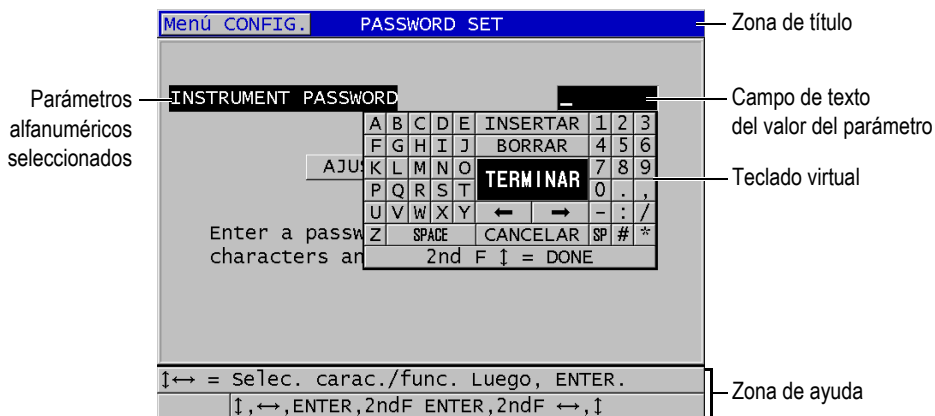 Menú CONFIG. PASSWORD SET
Zona de título
INSTRUMENT PASSWORD _
Parámetros
alfanuméricos
seleccionados
Campo de texto
del valor del parámetro
A B C D E INSERTAR 1 2 3
F G H I J BORRAR 4 5 6
AJU K L M N O TERMINAR 7 8 9
P Q R S T 0 . ,
U V W X Y ← → - : /
Z SPACE CANCELAR SP # *
2nd F ↕ = DONE
Teclado virtual
Enter a passw
characters an
↕↔ = Selec. carac./func. Luego, ENTER.
↕,↔,ENTER,2ndF ENTER,2ndF ↔,↕
Zona de ayuda